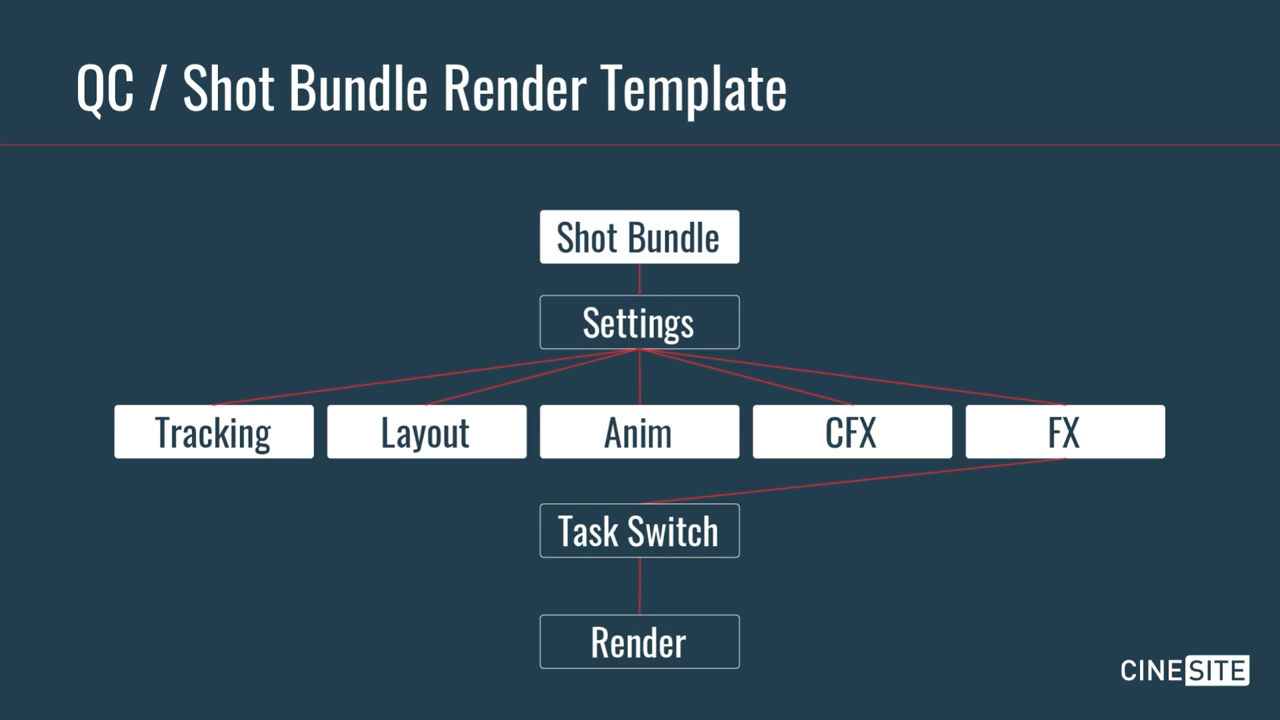 QC / Shot Bundle Render Template
Shot Bundle
Settings
Tracking
Layout
Anim
CFX
FX
Task Switch
Render
CINESITE